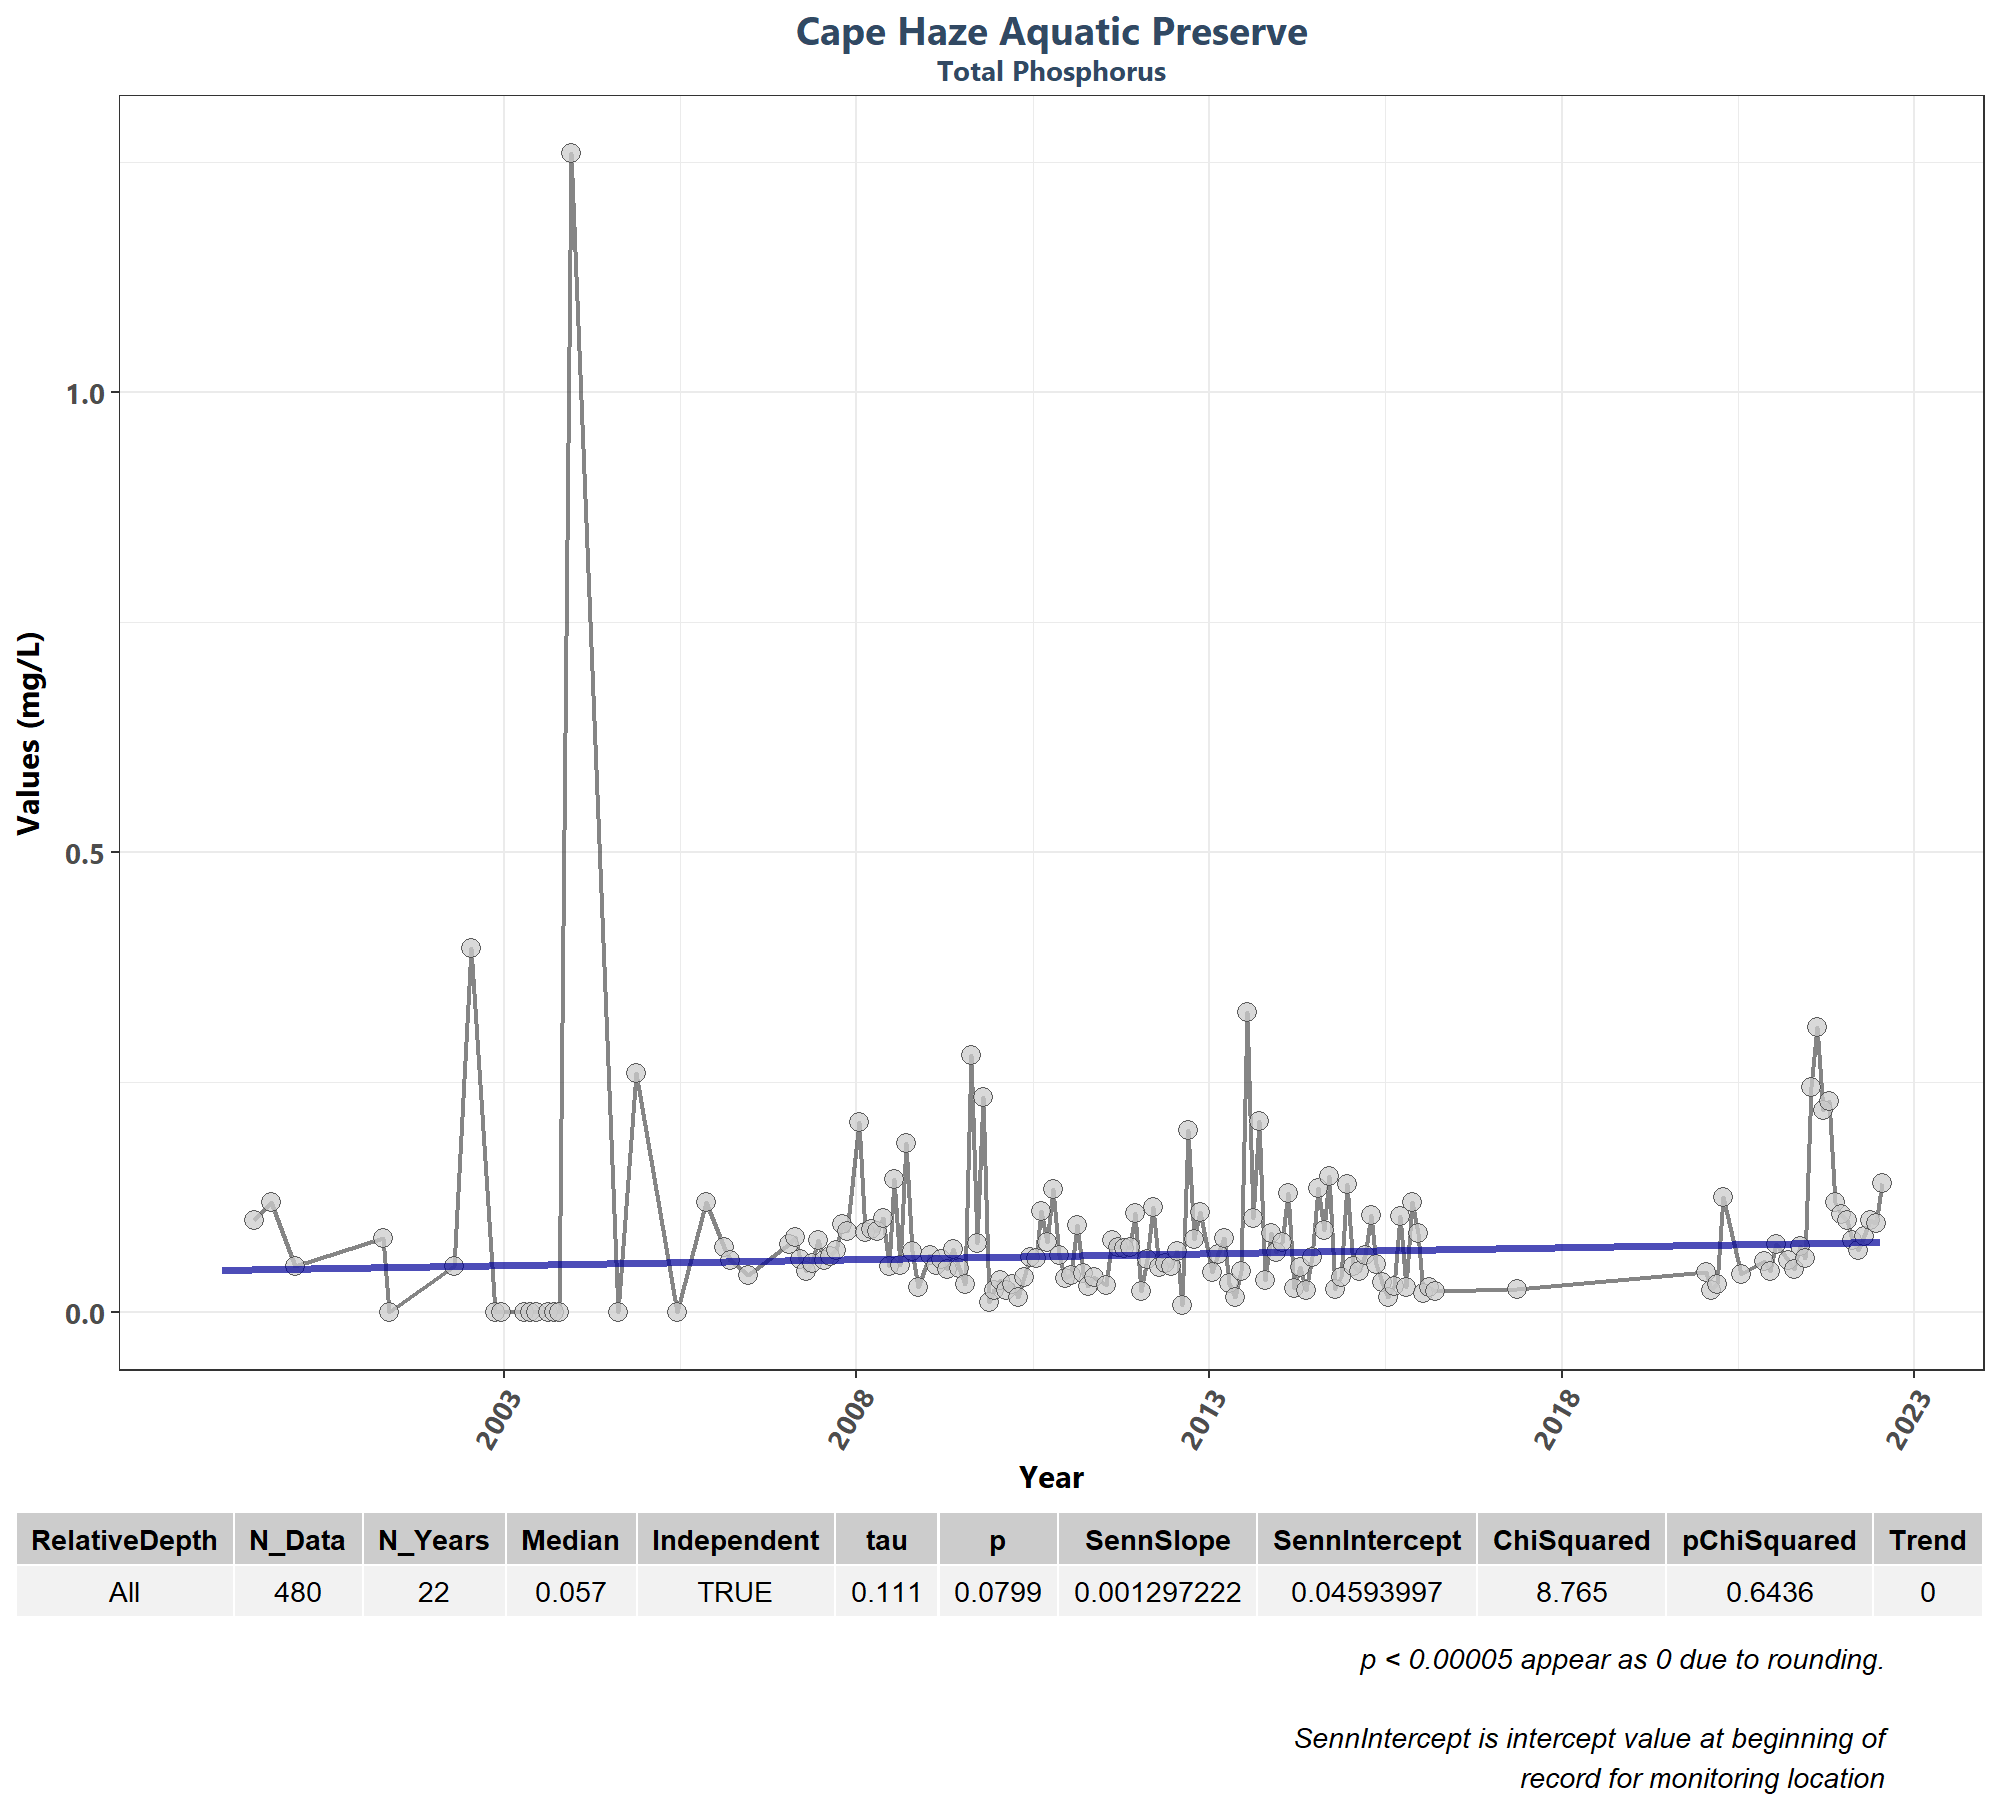 Cape Haze Aquatic Preserve
Total Phosphorus
Values (mg/L)
1.0
0.5
0.0
2003 2008 2013 2018 2023
Year
RelativeDepth N_Data N_Years Median Independent tau p SennSlope SennIntercept ChiSquared pChiSquared Trend
All 480 22 0.057 TRUE 0.111 0.0799 0.001297222 0.04593997 8.765 0.6436 0
p < 0.00005 appear as 0 due to rounding.
SennIntercept is intercept value at beginning of
record for monitoring location